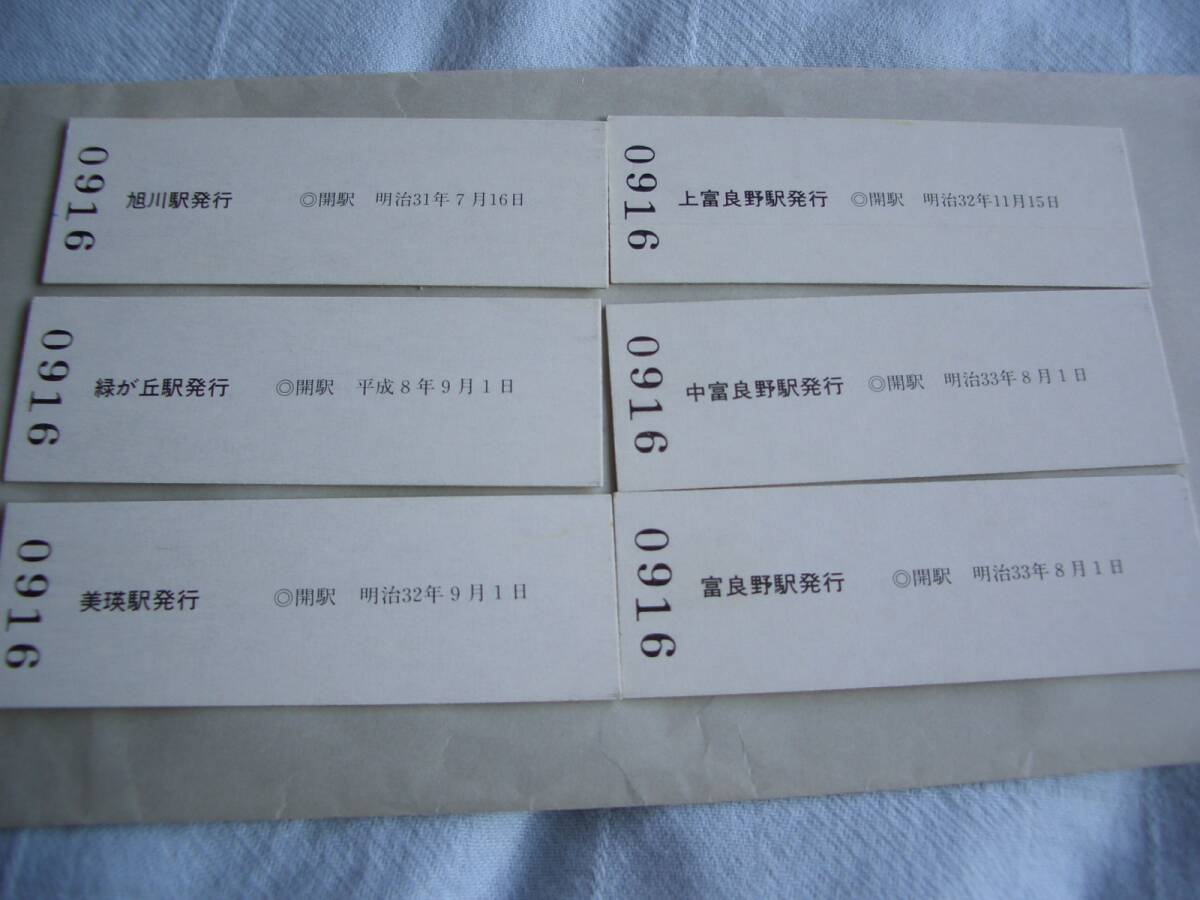 0916
旭川駅発行 ◎開駅 明治31年7月16日
0916
上富良野駅発行 ◎開駅 明治32年11月15日
0916
緑が丘駅発行 ◎開駅 平成8年9月1日
0916
中富良野駅発行 ◎開駅 明治33年8月1日
0916
美瑛駅発行 ◎開駅 明治32年9月1日
0916
富良野駅発行 ◎開駅 明治33年8月1日